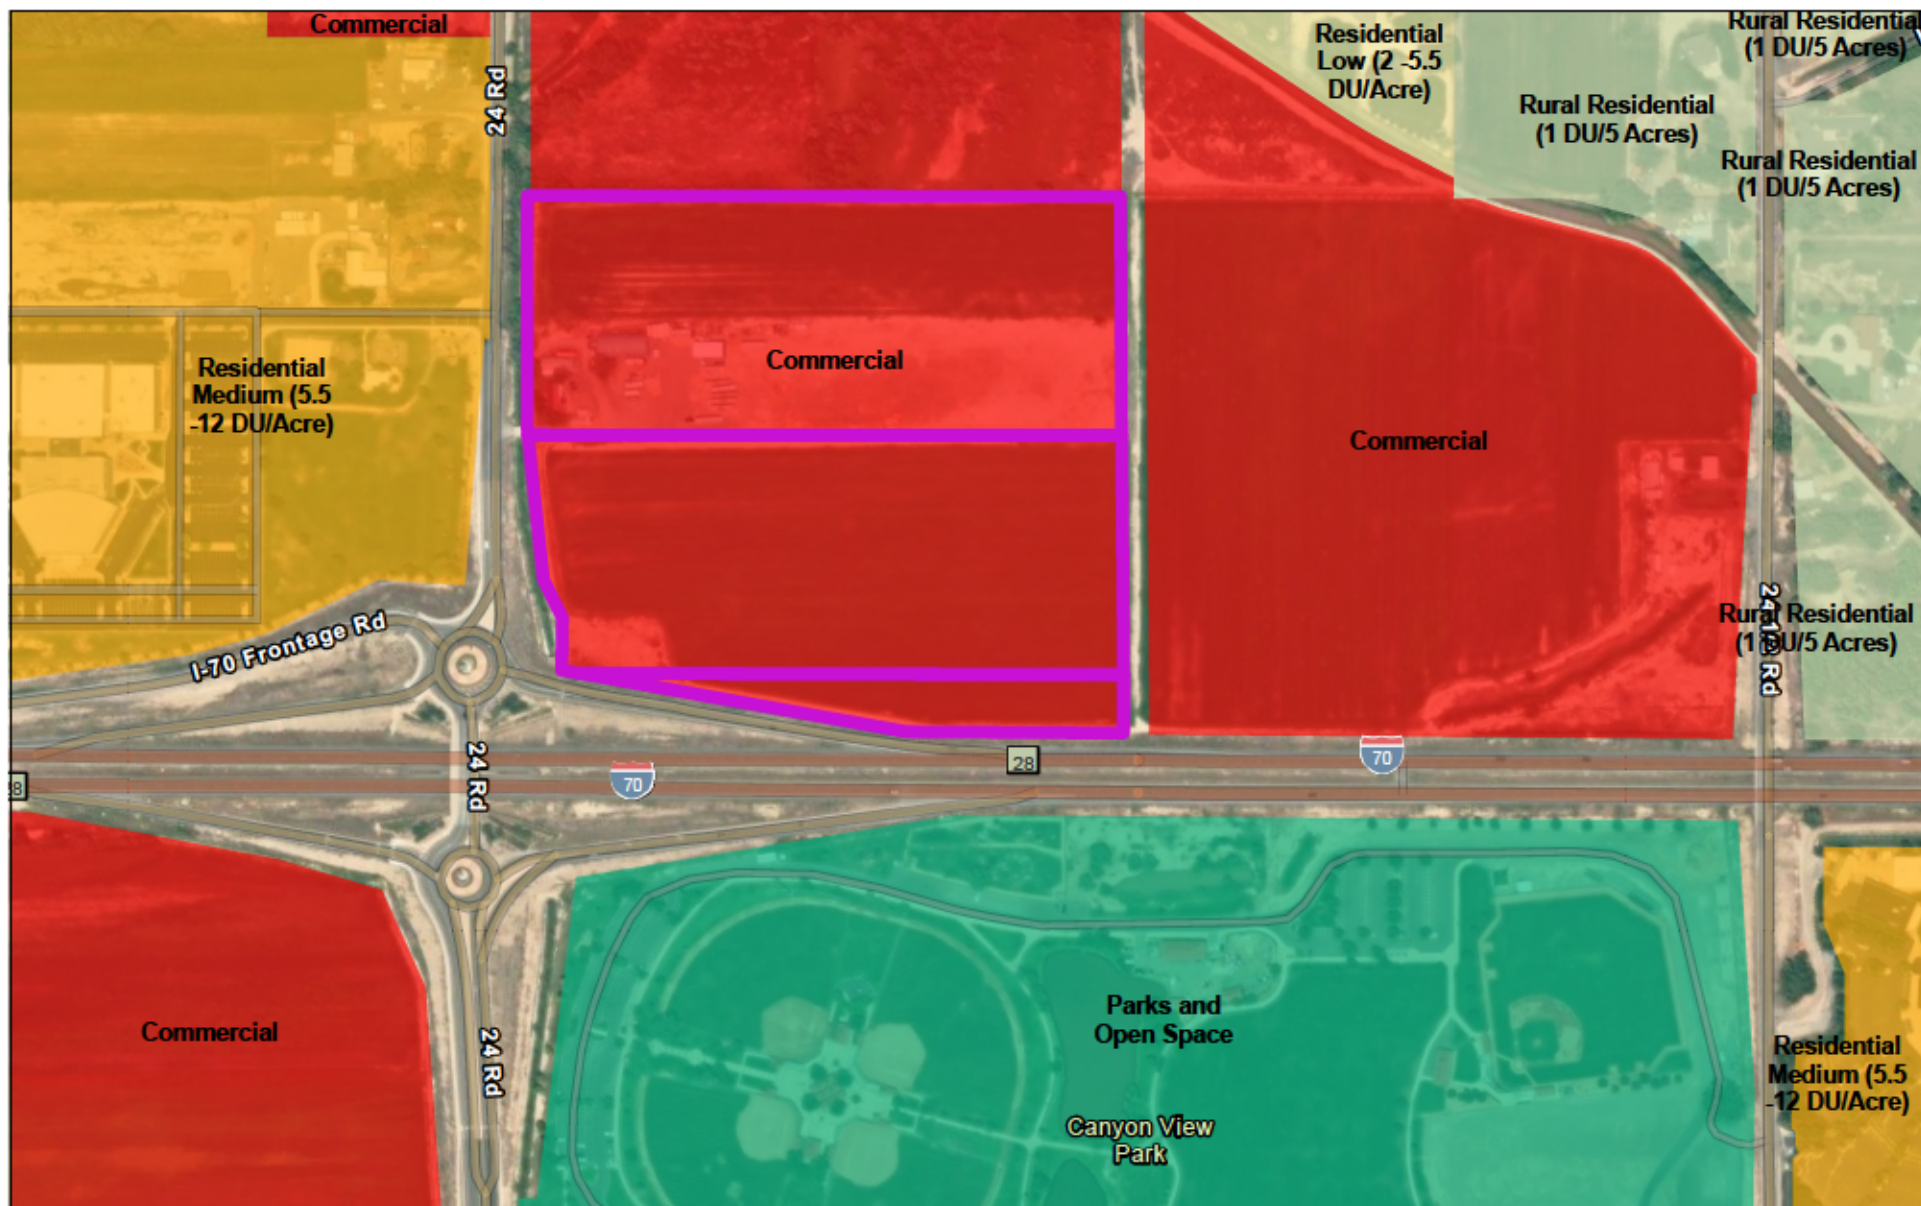 Commercial
24 Rd
Residential
Low (2 -5.5
DU/Acre)
Rural Residential
(1 DU/5 Acres)
Rural Residential
(1 DU/5 Acres)
Rural Residential
(1 DU/5 Acres)
Residential
Medium (5.5
-12 DU/Acre)
Commercial
Commercial
I-70 Frontage Rd
Rural Residential
(1 DU/5 Acres)
24 1/2 Rd
24 Rd
70
28
70
8
Commercial
24 Rd
Parks and
Open Space
Canyon View
Park
Residential
Medium (5.5
-12 DU/Acre)